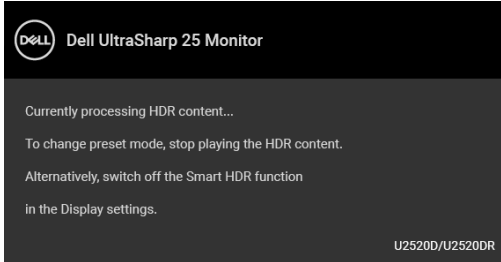 DELL Dell UltraSharp 25 Monitor
Currently processing HDR content...
To change preset mode, stop playing the HDR content.
Alternatively, switch off the Smart HDR function
in the Display settings.
U2520D/U2520DR